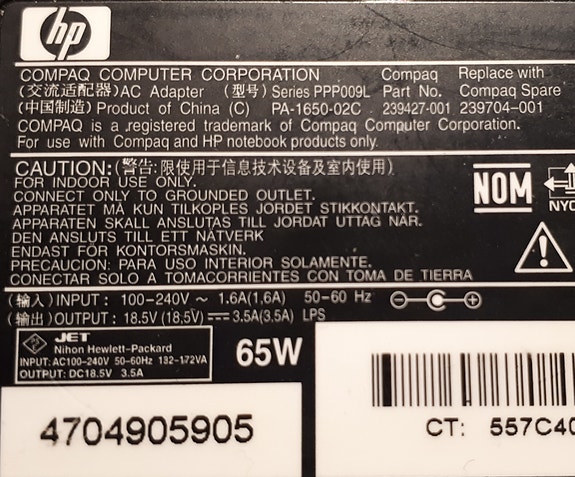 hp
COMPAQ COMPUTER CORPORATION Compaq Replace with
(交流适配器)AC Adapter (型号) Series PPP009L Part No. Compaq Spare
(中国制造) Product of China (C) PA-1650-02C 239427-001 239704-001
COMPAQ is a registered trademark of Compaq Computer Corporation.
For use with Compaq and HP notebook products only.
CAUTION:(警告: 限使用于信息技术设备及室内使用)
FOR INDOOR USE ONLY.
CONNECT ONLY TO GROUNDED OUTLET.
APPARATET MÅ KUN TILKOPLES JORDET STIKKONTAKT.
APPARATEN SKALL ANSLUTAS TILL JORDAT UTTAG NÄR.
DEN ANSLUTS TILL ETT NÄTVERK
ENDAST FÖR KONTORSMASKIN.
PRECAUCION: PARA USO INTERIOR SOLAMENTE.
CONECTAR SOLO A TOMACORRIENTES CON TOMA DE TIERRA
NOM
NYC
(输入) INPUT: 100-240V ~ 1.6A(1.6A) 50-60 Hz
(输出) OUTPUT: 18.5V (18.5V) 3.5A(3.5A) LPS
JET
Nihon Hewlett-Packard
INPUT: AC100-240V 50-60Hz 132-172VA
OUTPUT: DC18.5V 3.5A
65W
4704905905
CT: 557C40